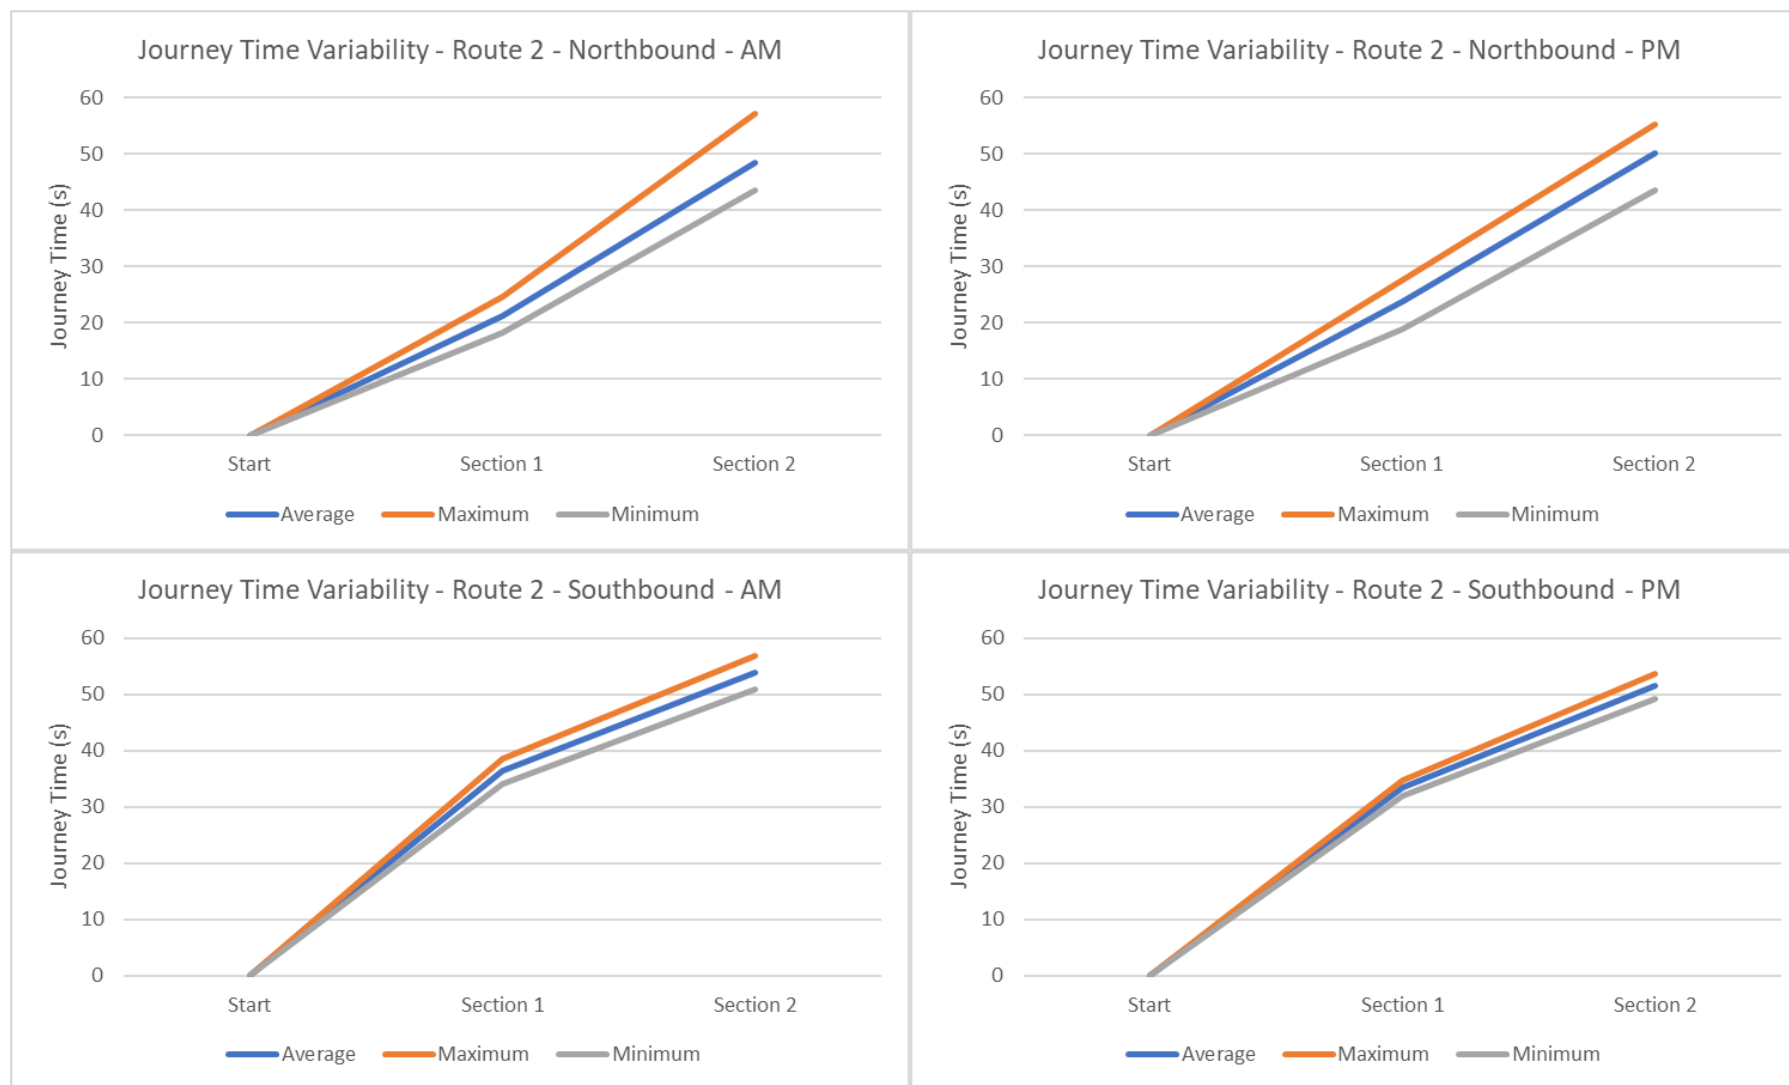 Journey Time Variability - Route 2 - Northbound - AM
60
50
40
30
20
10
0
Journey Time (s)
Start Section 1 Section 2
Average Maximum Minimum
Journey Time Variability - Route 2 - Northbound - PM
60
50
40
30
20
10
0
Journey Time (s)
Start Section 1 Section 2
Average Maximum Minimum
Journey Time Variability - Route 2 - Southbound - AM
60
50
40
30
20
10
0
Journey Time (s)
Start Section 1 Section 2
Average Maximum Minimum
Journey Time Variability - Route 2 - Southbound - PM
60
50
40
30
20
10
0
Journey Time (s)
Start Section 1 Section 2
Average Maximum Minimum